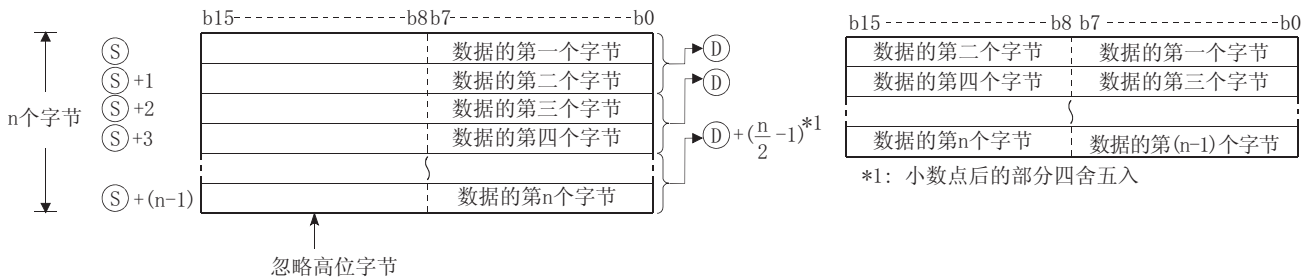 b15 b8 b7 b0
n个字节
S 数据的第一个字节 D
S+1 数据的第二个字节 D
S+2 数据的第三个字节
S+3 数据的第四个字节 D+(n/2-1)*1
S+(n-1) 数据的第n个字节
忽略高位字节
b15 b8 b7 b0
数据的第二个字节 数据的第一个字节
数据的第四个字节 数据的第三个字节
数据的第n个字节 数据的第(n-1)个字节
*1: 小数点后的部分四舍五入